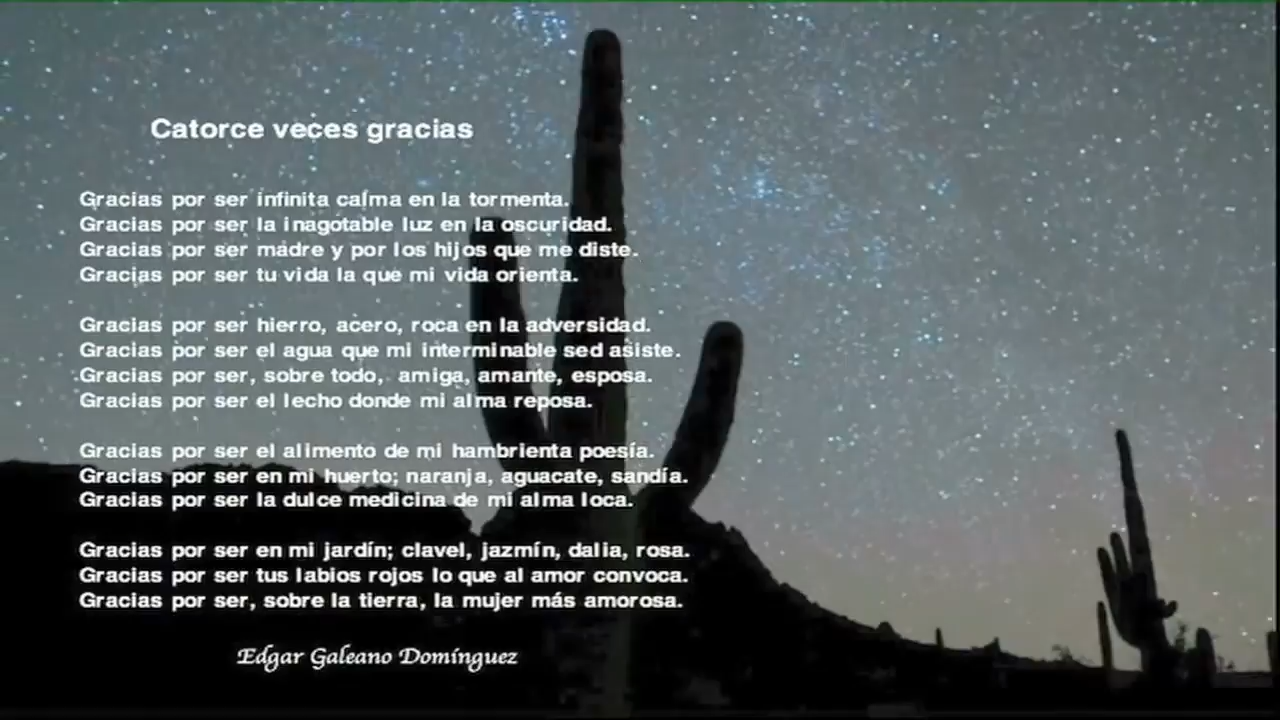 Catorce veces gracias
Gracias por ser infinita calma en la tormenta.
Gracias por ser la inagotable luz en la oscuridad.
Gracias por ser madre y por los hijos que me diste.
Gracias por ser tu vida la que mi vida orienta.
Gracias por ser hierro, acero, roca en la adversidad.
Gracias por ser el agua que mi interminable sed asiste.
Gracias por ser, sobre todo, amiga, amante, esposa.
Gracias por ser el lecho donde mi alma reposa.
Gracias por ser el alimento de mi hambrienta poesía.
Gracias por ser en mi huerto; naranja, aguacate, sandía.
Gracias por ser la dulce medicina de mi alma loca.
Gracias por ser en mi jardín; clavel, jazmín, dalia, rosa.
Gracias por ser tus labios rojos lo que al amor convoca.
Gracias por ser, sobre la tierra, la mujer más amorosa.
Edgar Galeano Domínguez